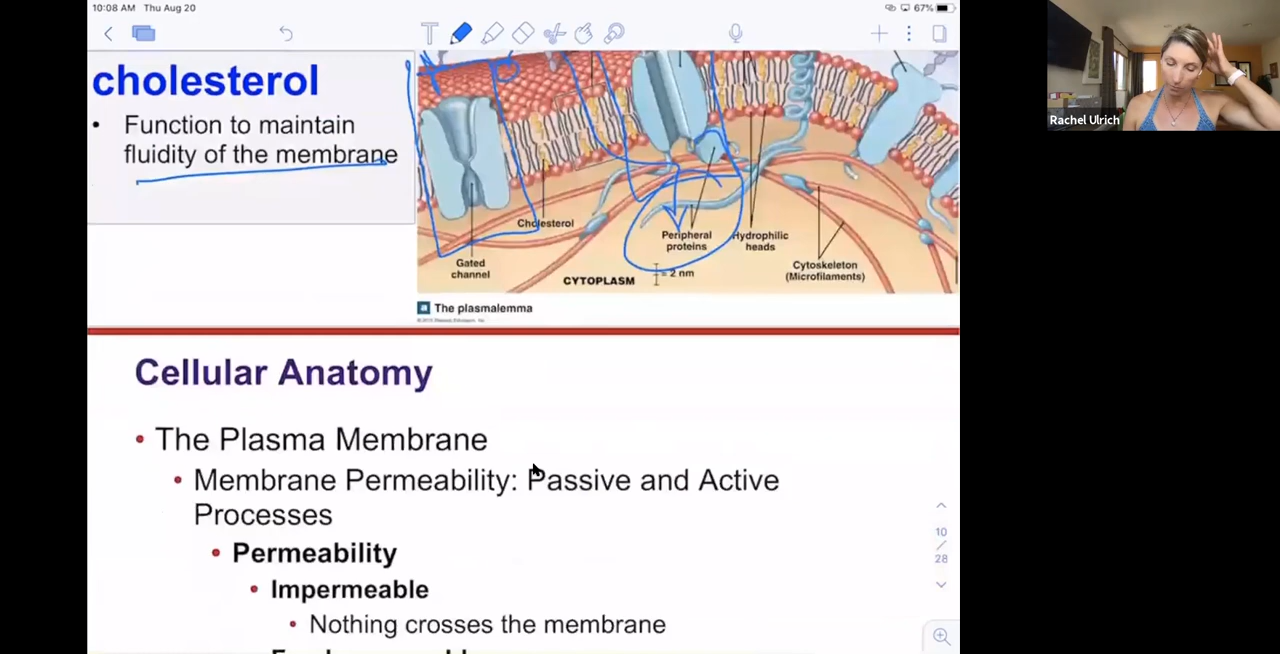 10:08 AM Thu Aug 20
67%
cholesterol
• Function to maintain
fluidity of the membrane
Cholesterol
Gated
channel
Peripheral
proteins
Hydrophilic
heads
Cytoskeleton
(Microfilaments)
CYTOPLASM
= 2 nm
The plasmalemma
Cellular Anatomy
• The Plasma Membrane
• Membrane Permeability: Passive and Active
Processes
• Permeability
• Impermeable
• Nothing crosses the membrane
10
/
28
Rachel Ulrich